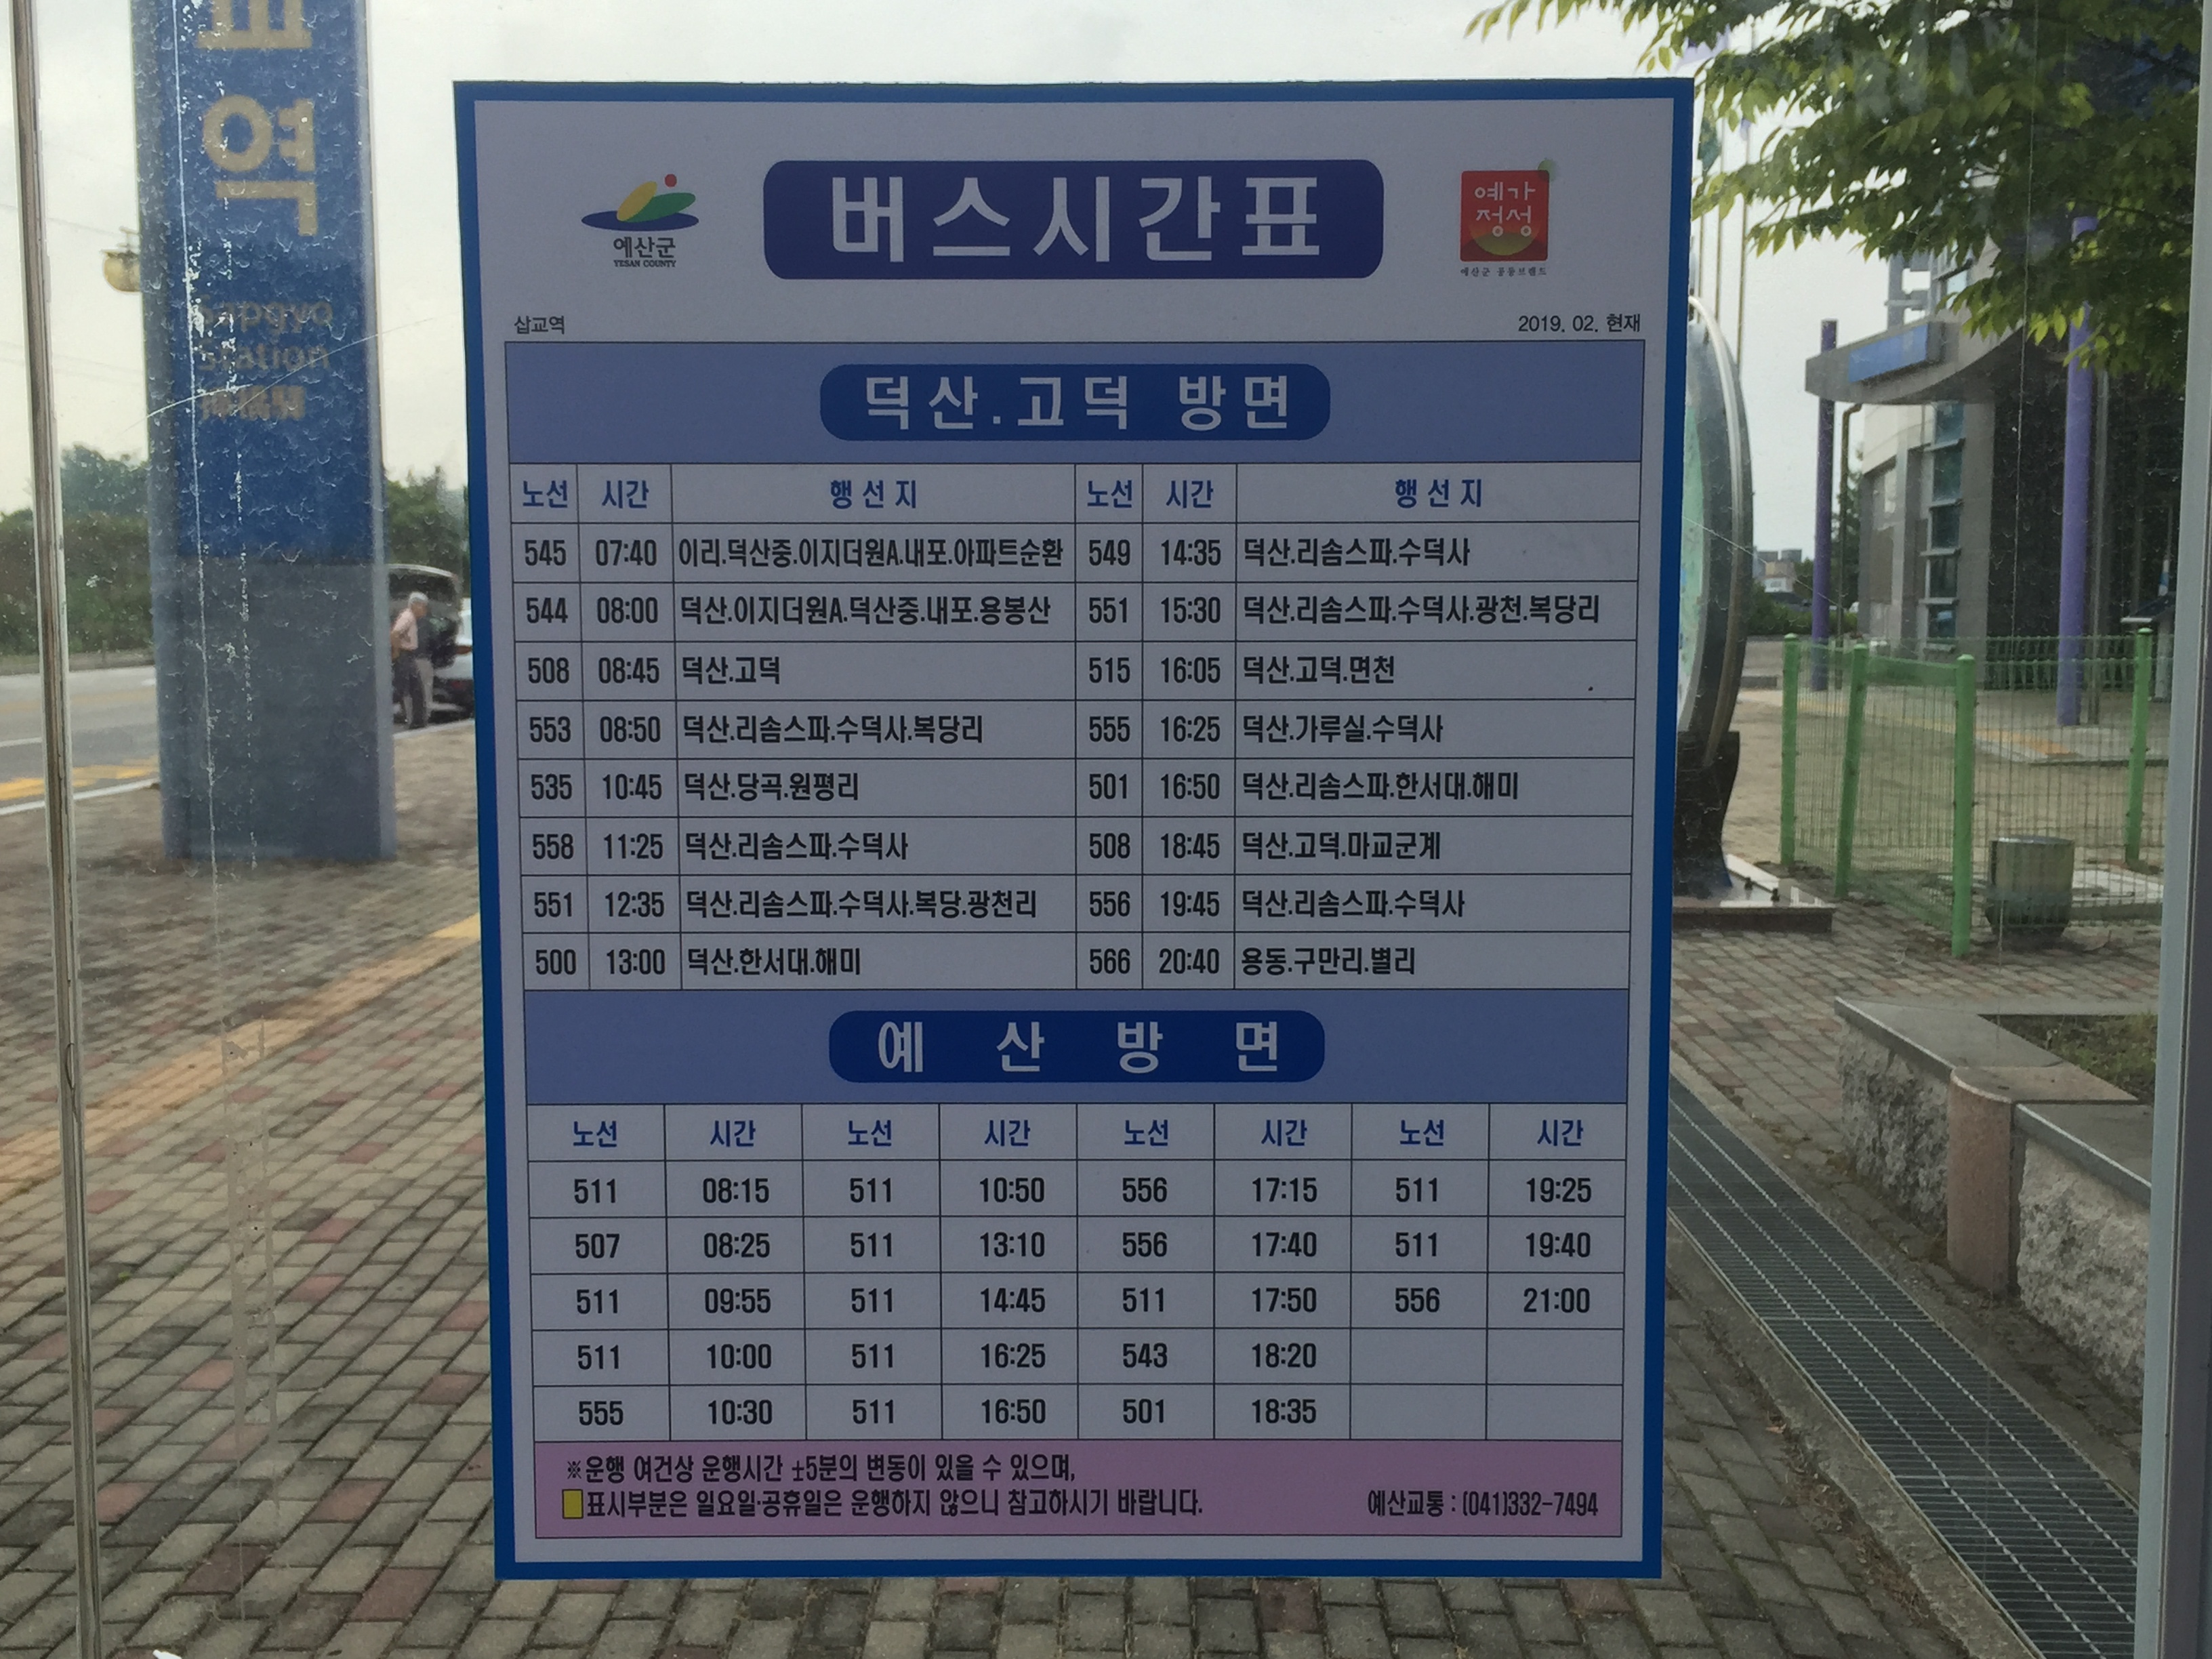 역
Sapgyo
Station
예산군
YESAN COUNTY
버스시간표
예가
정성
예산군 공동브랜드
삽교역
2019. 02. 현재
덕산.고덕 방면
노선 시간 행선지 노선 시간 행선지
545 07:40 이리.덕산중.이지더원A.내포.아파트순환 549 14:35 덕산.리솜스파.수덕사
544 08:00 덕산.이지더원A.덕산중.내포.용봉산 551 15:30 덕산.리솜스파.수덕사.광천.복당리
508 08:45 덕산.고덕 515 16:05 덕산.고덕.면천
553 08:50 덕산.리솜스파.수덕사.복당리 555 16:25 덕산.가루실.수덕사
535 10:45 덕산.당곡.원평리 501 16:50 덕산.리솜스파.한서대.해미
558 11:25 덕산.리솜스파.수덕사 508 18:45 덕산.고덕.마교군계
551 12:35 덕산.리솜스파.수덕사.복당.광천리 556 19:45 덕산.리솜스파.수덕사
500 13:00 덕산.한서대.해미 566 20:40 용동.구만리.별리
예산방면
노선 시간 노선 시간 노선 시간 노선 시간
511 08:15 511 10:50 556 17:15 511 19:25
507 08:25 511 13:10 556 17:40 511 19:40
511 09:55 511 14:45 511 17:50 556 21:00
511 10:00 511 16:25 543 18:20
555 10:30 511 16:50 501 18:35
※운행 여건상 운행시간 ±5분의 변동이 있을 수 있으며,
표시부분은 일요일·공휴일은 운행하지 않으니 참고하시기 바랍니다. 예산교통 : (041)332-7494